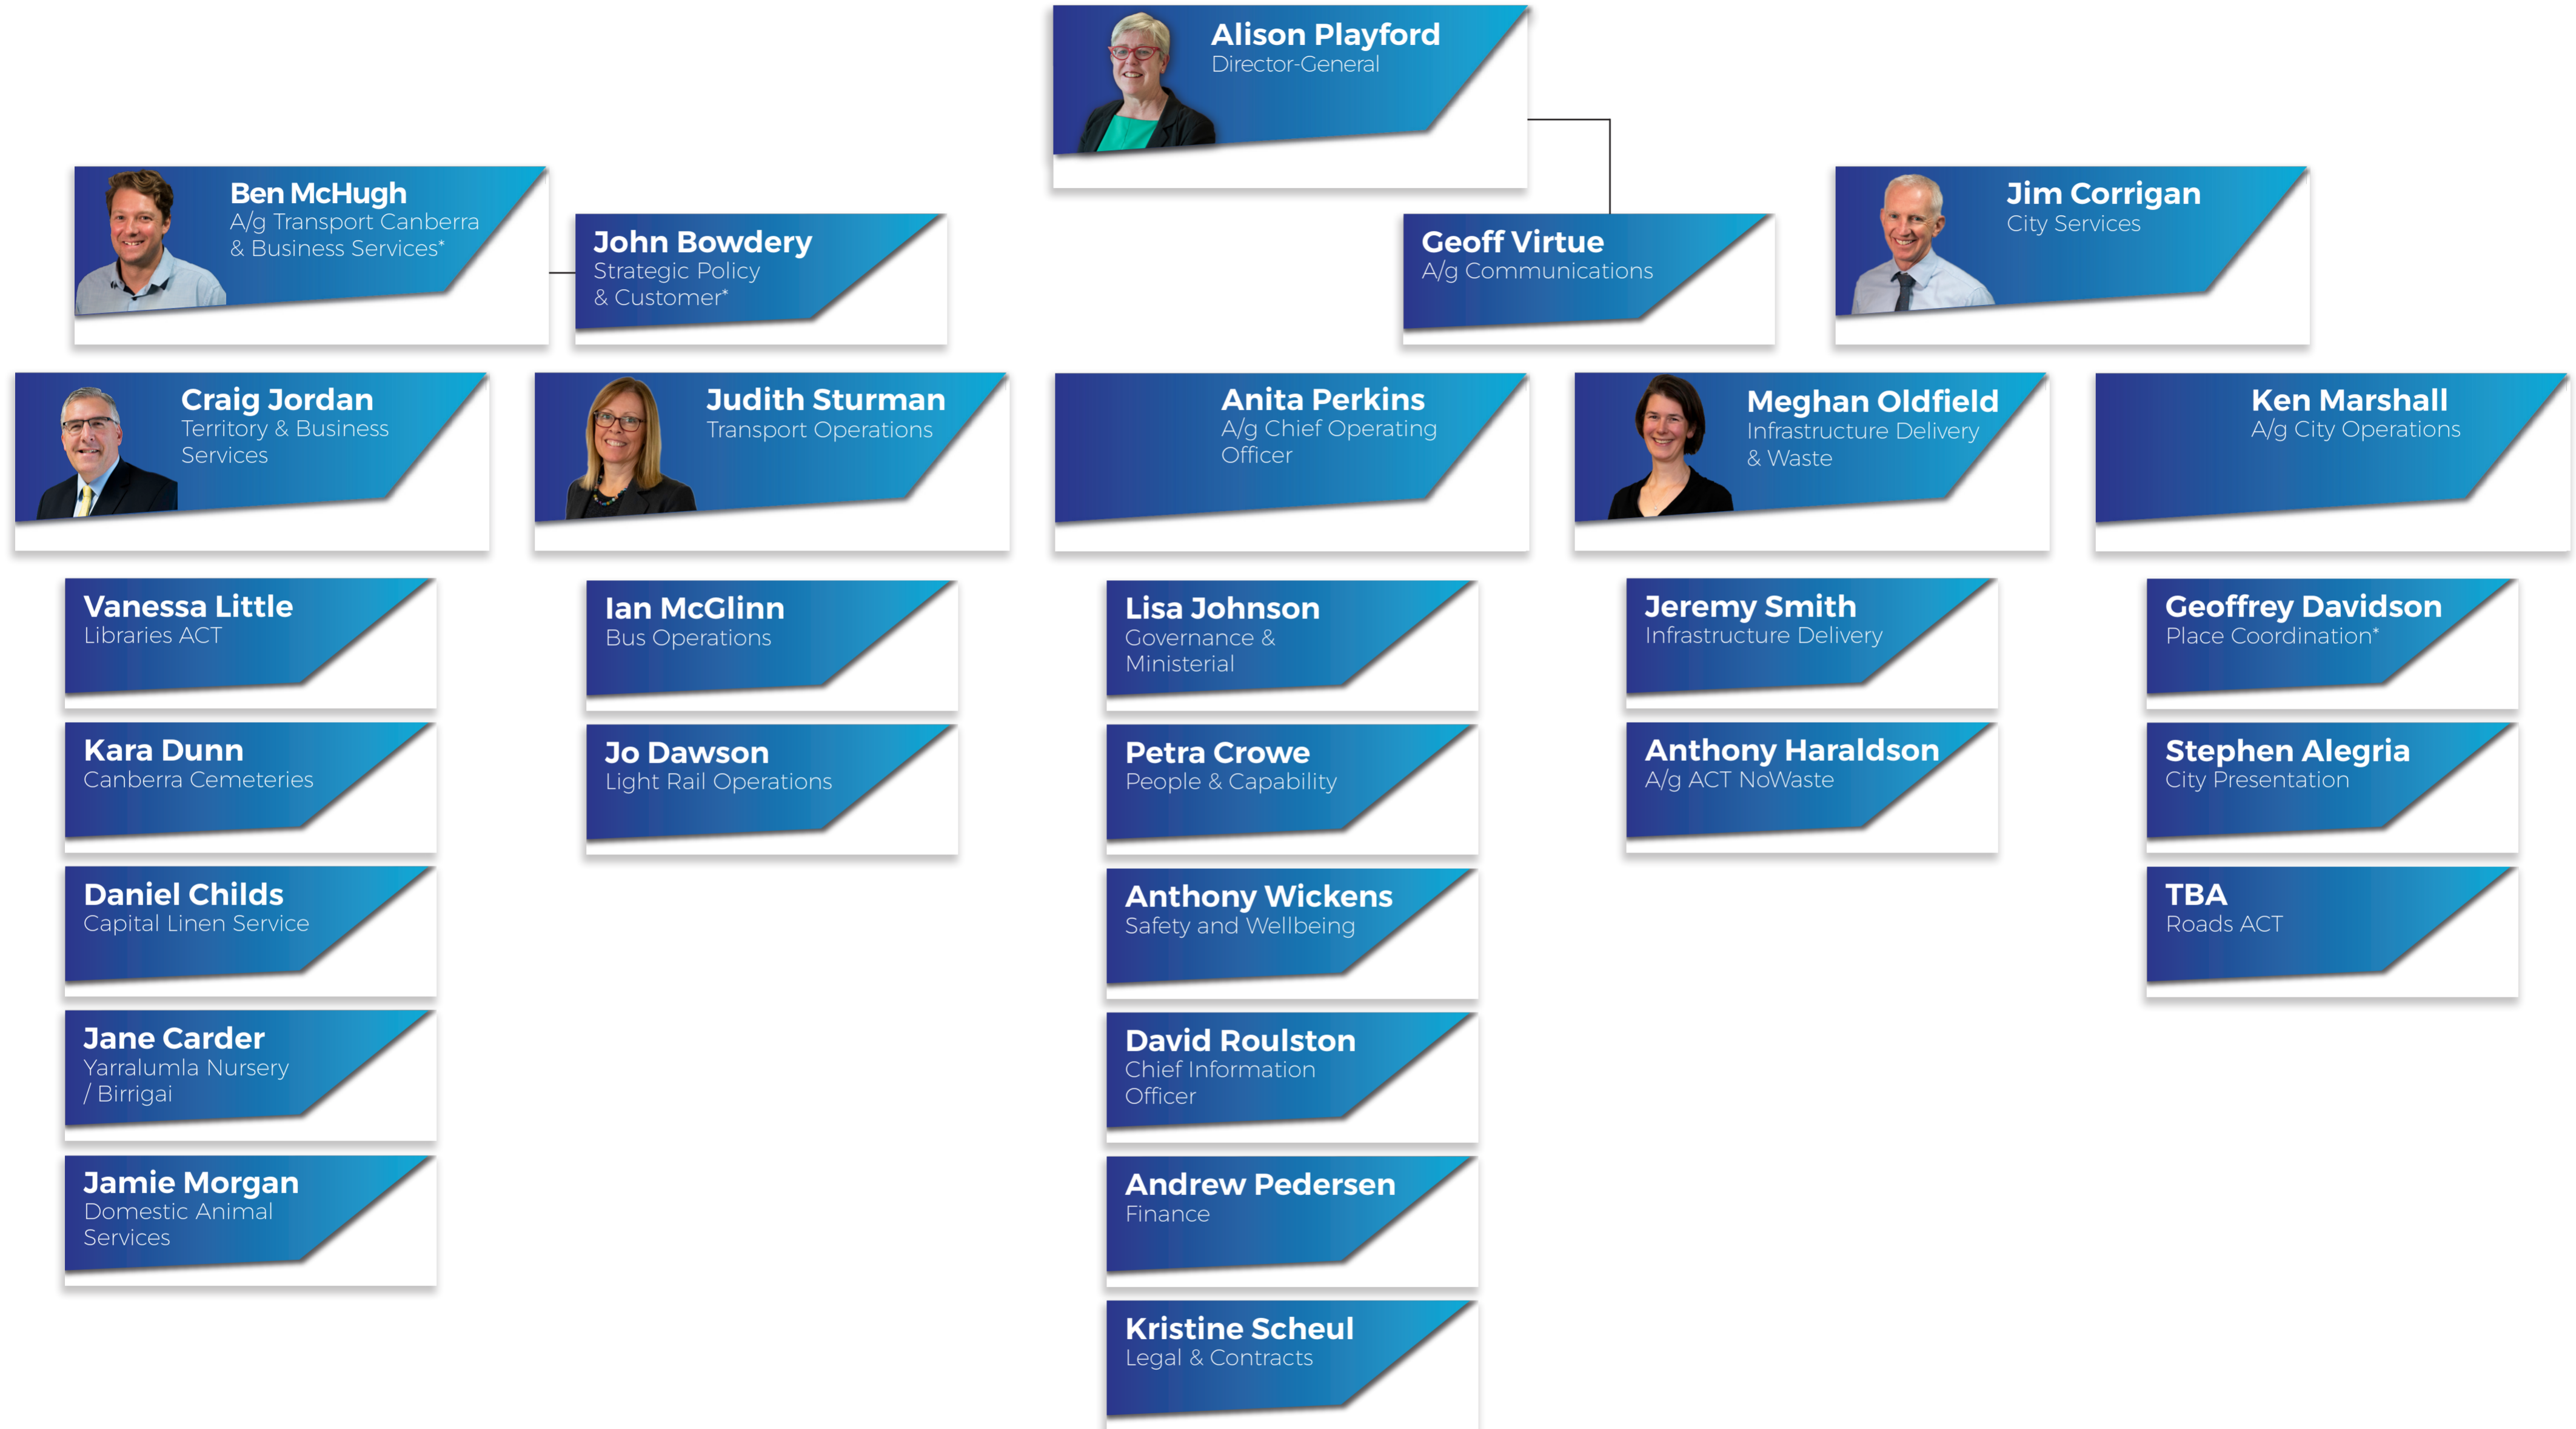 Alison Playford
Director-General
Ben McHugh
A/g Transport Canberra
& Business Services*
John Bowdery
Strategic Policy
& Customer*
Geoff Virtue
A/g Communications
Jim Corrigan
City Services
Craig Jordan
Territory & Business
Services
Judith Sturman
Transport Operations
Anita Perkins
A/g Chief Operating
Officer
Meghan Oldfield
Infrastructure Delivery
& Waste
Ken Marshall
A/g City Operations
Vanessa Little
Libraries ACT
Kara Dunn
Canberra Cemeteries
Daniel Childs
Capital Linen Service
Jane Carder
Yarralumla Nursery
/ Birrigai
Jamie Morgan
Domestic Animal
Services
Ian McGlinn
Bus Operations
Jo Dawson
Light Rail Operations
Lisa Johnson
Governance &
Ministerial
Petra Crowe
People & Capability
Anthony Wickens
Safety and Wellbeing
David Roulston
Chief Information
Officer
Andrew Pedersen
Finance
Kristine Scheul
Legal & Contracts
Jeremy Smith
Infrastructure Delivery
Anthony Haraldson
A/g ACT NoWaste
Geoffrey Davidson
Place Coordination*
Stephen Alegria
City Presentation
TBA
Roads ACT